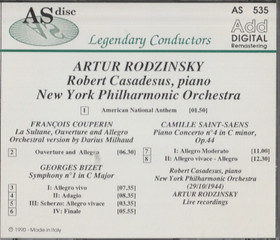 ASdisc
AS 535
Add
DIGITAL
Remastering
Legendary Conductors
ARTUR RODZINSKY
Robert Casadesus, piano
New York Philharmonic Orchestra
1 American National Anthem [01.50]
FRANÇOIS COUPERIN
La Sultane, Ouverture and Allegro
Orchestral version by Darius Milhaud
2 Ouverture and Allegro [06.30]
GEORGES BIZET
Symphony n°1 in C Major
3 I: Allegro vivo [07.35]
4 II: Adagio [08.35]
5 III: Scherzo: Allegro vivace [03.35]
6 IV: Finale [05.55]
CAMILLE SAINT-SAENS
Piano Concerto n°4 in C minor,
Op.44
7 I: Allegro Moderato [11.00]
8 II: Allegro vivace - Allegro [12.30]
Robert Casadesus, piano
New York Philharmonic Orchestra
(29/10/1944)
ARTUR RODZINSKY
Live recordings
© 1990 - Made in Italy